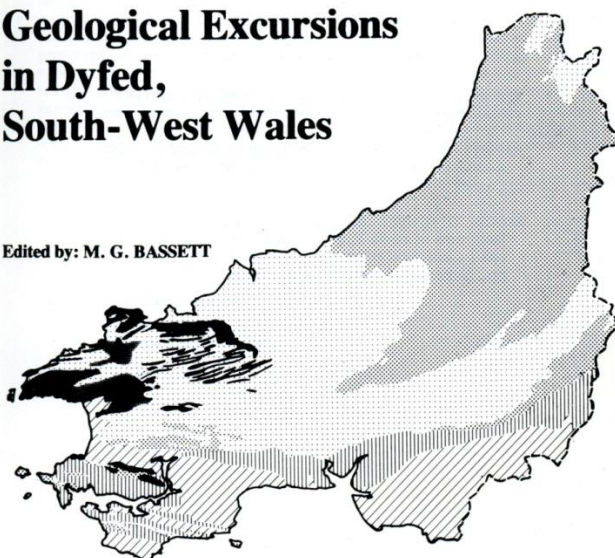 Geological Excursions
in Dyfed,
South-West Wales
Edited by: M. G. BASSETT